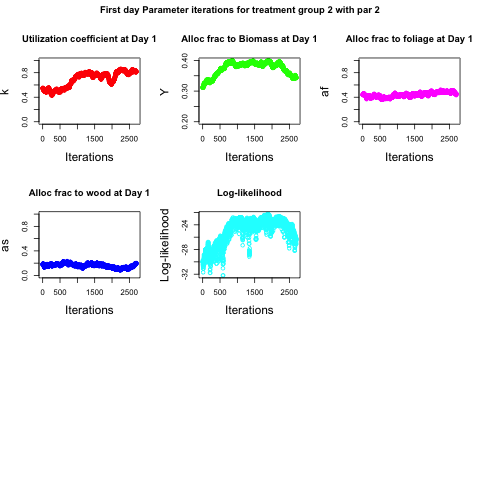 First day Parameter iterations for treatment group 2 with par 2
Utilization coefficient at Day 1
k
0.0 0.4 0.8
0 500 1500 2500
Iterations
Alloc frac to Biomass at Day 1
Y
0.20 0.30 0.40
0 500 1500 2500
Iterations
Alloc frac to foliage at Day 1
af
0.0 0.4 0.8
0 500 1500 2500
Iterations
Alloc frac to wood at Day 1
as
0.0 0.4 0.8
0 500 1500 2500
Iterations
Log-likelihood
Log-likelihood
-32 -28 -24
0 500 1500 2500
Iterations